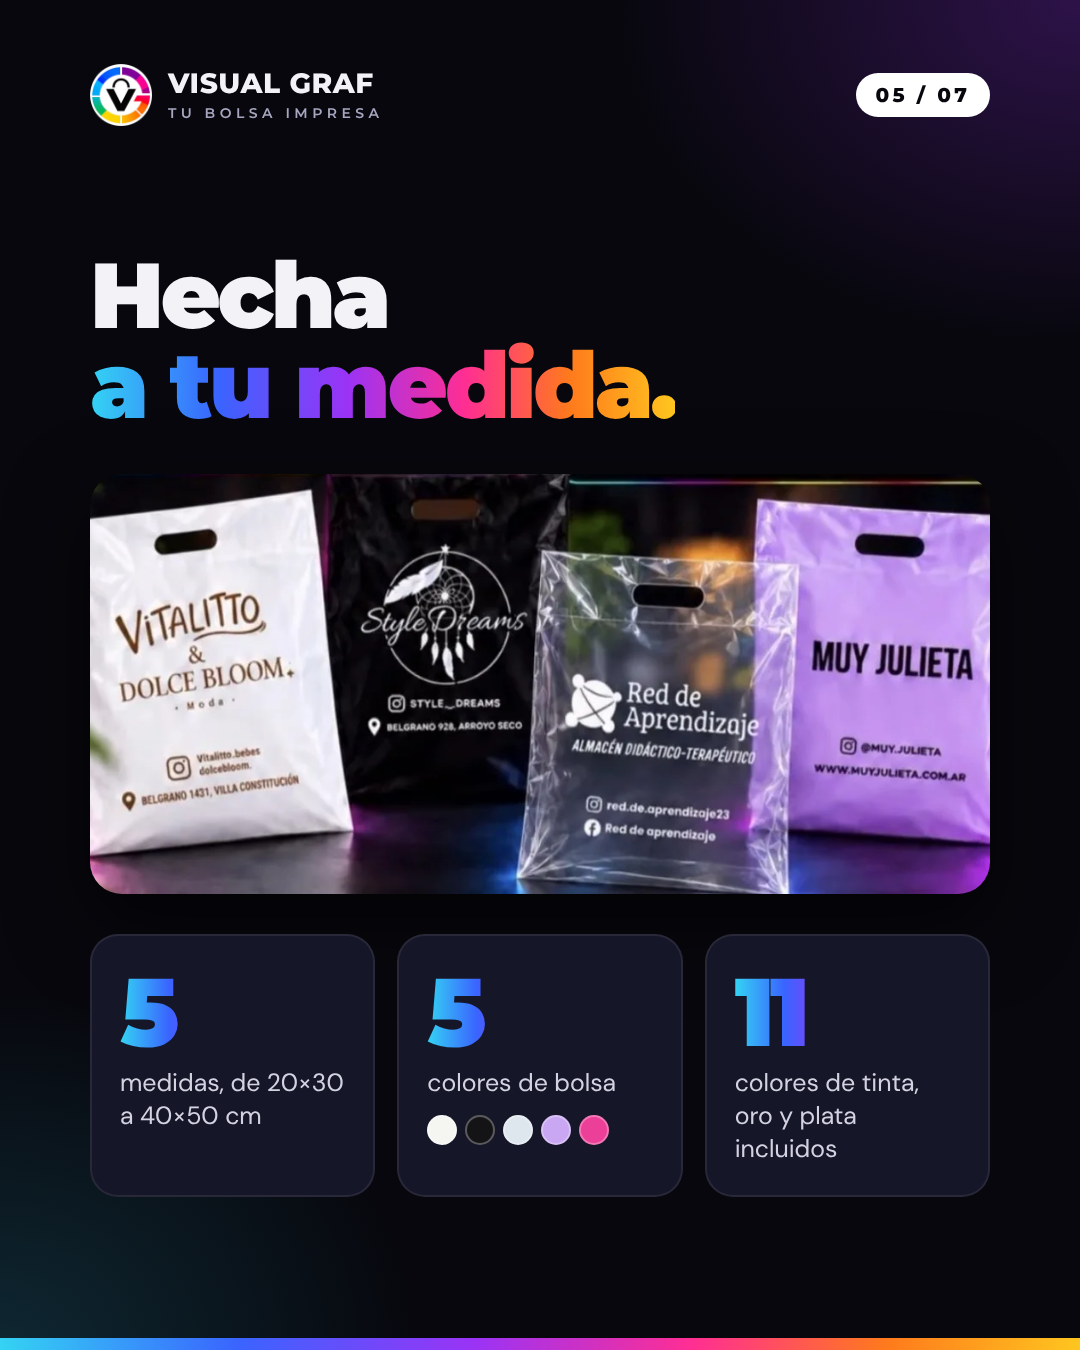 VISUAL GRAF
TU BOLSA IMPRESA
05 / 07
Hecha
a tu medida.
ViTALITTO
&
DOLCE BLOOM
· Moda ·
Vitalitto.bebes
dolcebloom.
BELGRANO 1431, VILLA CONSTITUCIÓN
Style Dreams
STYLE__DREAMS
BELGRANO 928, ARROYO SECO
Red de
Aprendizaje
ALMACÉN DIDÁCTICO-TERAPÉUTICO
red.de.aprendizaje23
Red de aprendizaje
MUY JULIETA
@MUY.JULIETA
WWW.MUYJULIETA.COM.AR
5
medidas, de 20×30
a 40×50 cm
5
colores de bolsa
11
colores de tinta,
oro y plata
incluidos